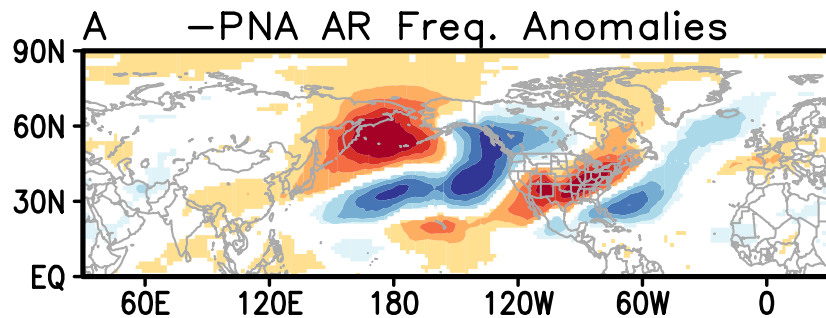 A −PNA AR Freq. Anomalies
90N
60N
30N
EQ
60E 120E 180 120W 60W 0